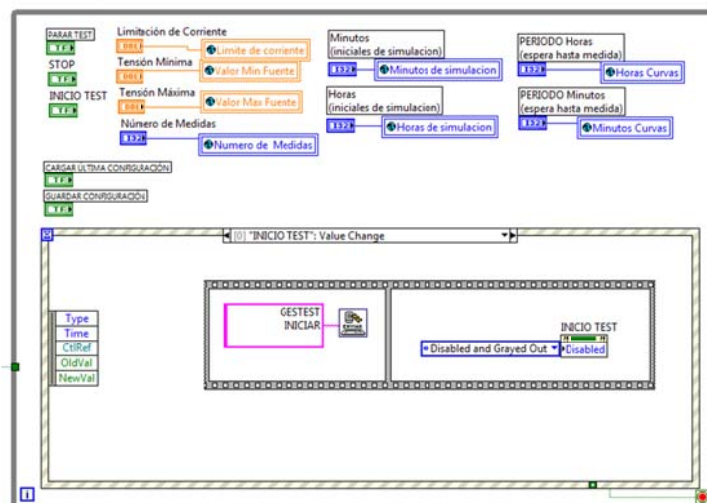 PARAR TEST
TF
STOP
TF
INICIO TEST
TF
Limitación de Corriente
DBL
Limite de corriente
Tensión Mínima
DBL
Valor Min Fuente
Tensión Máxima
DBL
Valor Max Fuente
Número de Medidas
I32
Numero de Medidas
Minutos
(iniciales de simulacion)
I32
Minutos de simulacion
Horas
(iniciales de simulacion)
I32
Horas de simulacion
PERIODO Horas
(espera hasta medida)
I32
Horas Curvas
PERIODO Minutos
(espera hasta medida)
I32
Minutos Curvas
CARGAR ÚLTIMA CONFIGURACIÓN
TF
GUARDAR CONFIGURACIÓN
TF
[0] "INICIO TEST": Value Change
Type
Time
CtlRef
OldVal
NewVal
GESTEST
INICIAR
INICIO TEST
Disabled and Grayed Out
Disabled
i